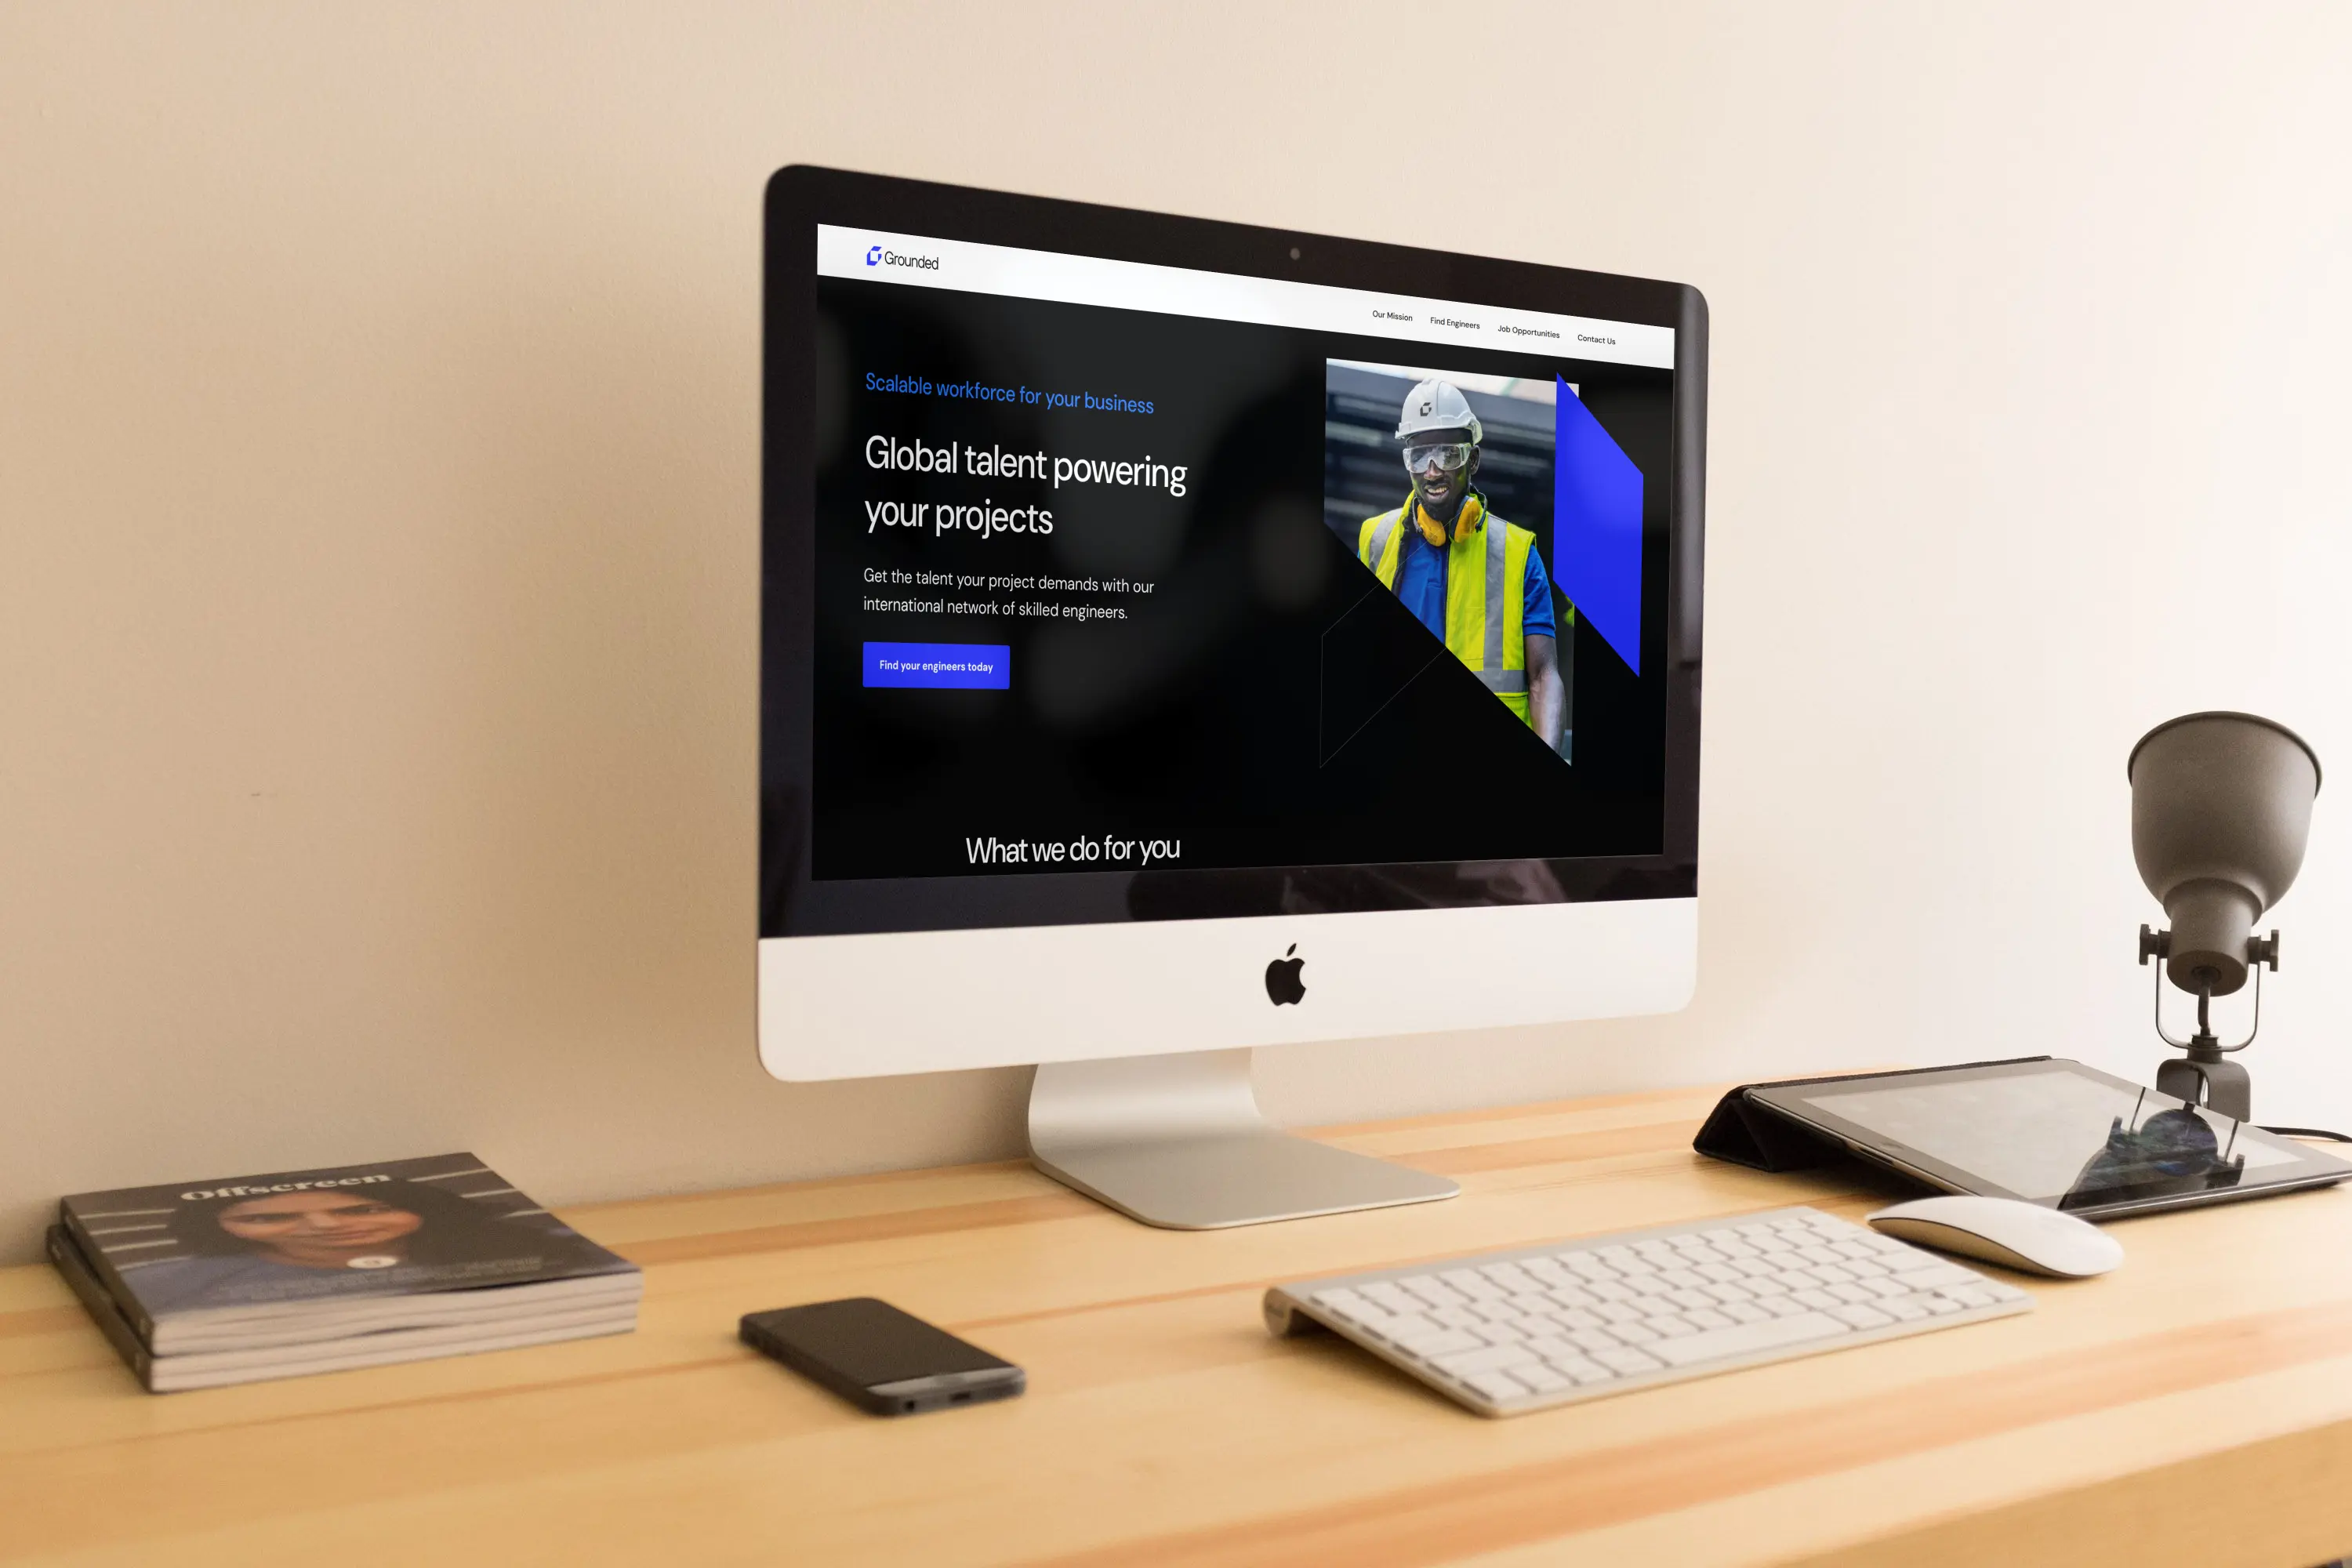 Grounded
Our Mission
Find Engineers
Job Opportunities
Contact Us
Scalable workforce for your business
Global talent powering
your projects
Get the talent your project demands with our
international network of skilled engineers.
Find your engineers today
What we do for you
Offscreen